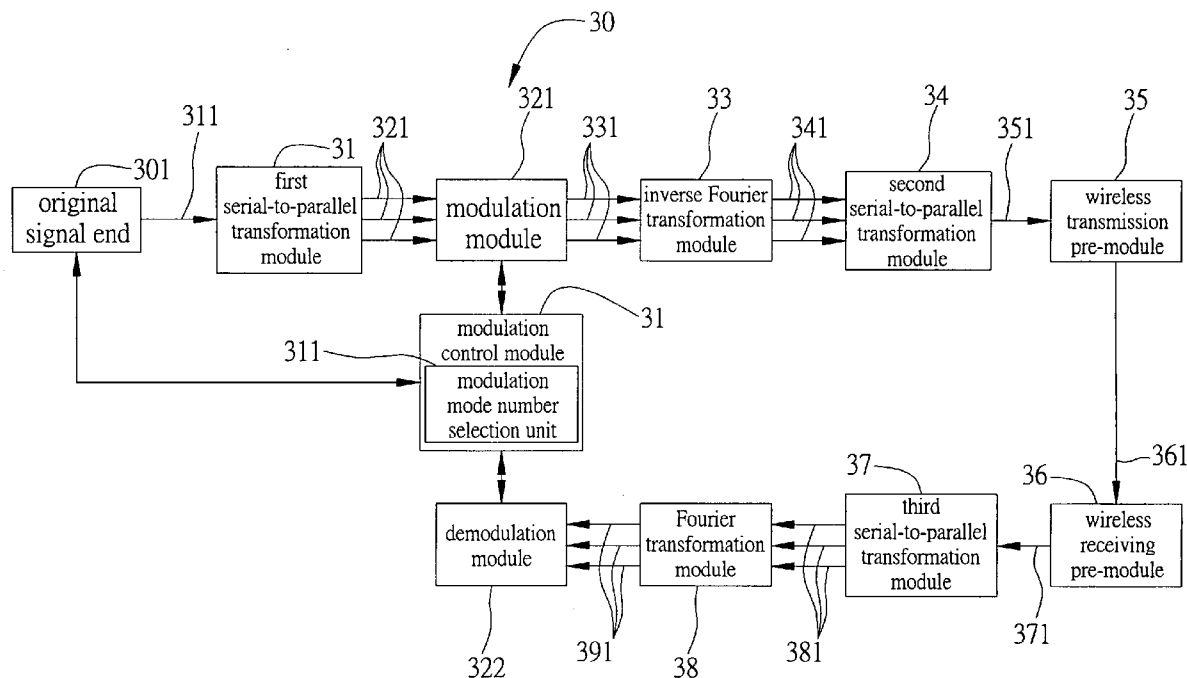 30
311
321
321
331
33
341
34
351
35
301
31
original
signal end
first
serial-to-parallel
transformation
module
modulation
module
inverse Fourier
transformation
module
second
serial-to-parallel
transformation
module
wireless
transmission
pre-module
31
311
modulation
control module
modulation
mode number
selection unit
361
37
36
demodulation
module
Fourier
transformation
module
third
serial-to-parallel
transformation
module
wireless
receiving
pre-module
322
391
38
381
371